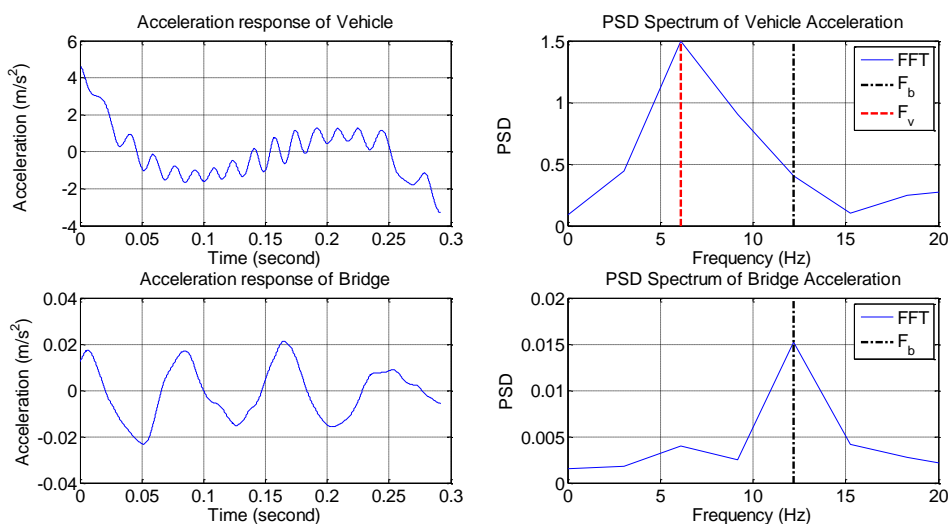 Acceleration response of Vehicle
Acceleration (m/s²)
6
4
2
0
-2
-4
0 0.05 0.1 0.15 0.2 0.25 0.3
Time (second)
PSD Spectrum of Vehicle Acceleration
PSD
1.5
1
0.5
0
0 5 10 15 20
Frequency (Hz)
FFT
F_b
F_v
Acceleration response of Bridge
Acceleration (m/s²)
0.04
0.02
0
-0.02
-0.04
0 0.05 0.1 0.15 0.2 0.25 0.3
Time (second)
PSD Spectrum of Bridge Acceleration
PSD
0.02
0.015
0.01
0.005
0
0 5 10 15 20
Frequency (Hz)
FFT
F_b